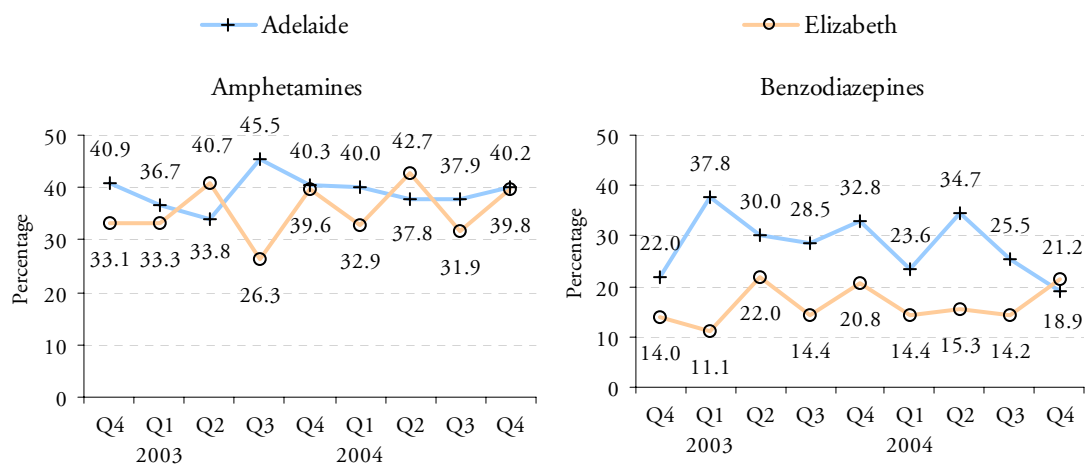 Adelaide Elizabeth
Amphetamines
50
40
30
20
10
0
Percentage
40.9 36.7 40.7 45.5 40.3 40.0 42.7 37.9 40.2
33.1 33.3 33.8 26.3 39.6 32.9 37.8 31.9 39.8
Q4 Q1 Q2 Q3 Q4 Q1 Q2 Q3 Q4
2003 2004
Benzodiazepines
50
40
30
20
10
0
Percentage
22.0 37.8 30.0 28.5 32.8 23.6 34.7 25.5 21.2
14.0 11.1 22.0 14.4 20.8 14.4 15.3 14.2 18.9
Q4 Q1 Q2 Q3 Q4 Q1 Q2 Q3 Q4
2003 2004